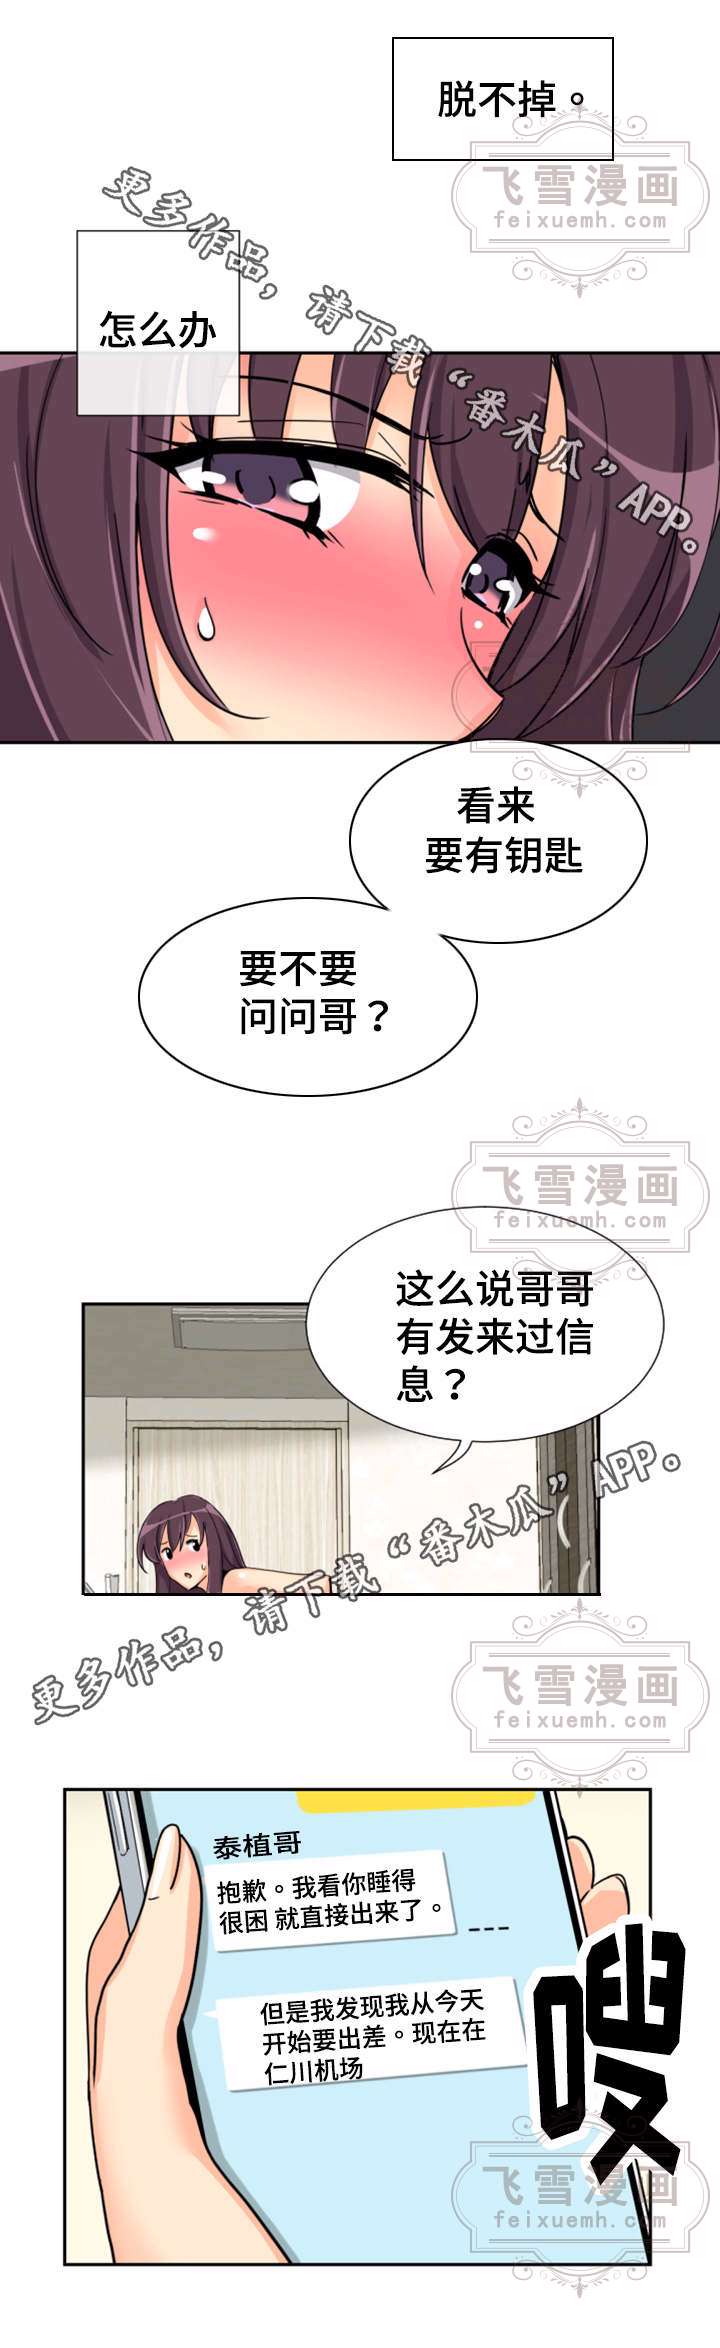 脱不掉。
飞雪漫画
feixuemh.com
更多作品，请下载“番木瓜”APP。
怎么办
看来
要有钥匙
要不要
问问哥？
飞雪漫画
feixuemh.com
这么说哥哥
有发来过信
息？
更多作品，请下载“番木瓜”APP。
飞雪漫画
feixuemh.com
泰植哥
抱歉。我看你睡得
很困 就直接出来了。
---
但是我发现我从今天
开始要出差。现在在
仁川机场
嗖
飞雪漫画
feixuemh.com